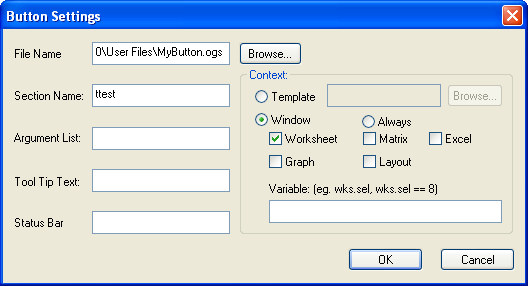 Button Settings
File Name 0\User Files\MyButton.ogs Browse...
Context:
Section Name: ttest
Template Browse...
Window Always
Argument List:
Worksheet Matrix Excel
Graph Layout
Tool Tip Text:
Variable: (eg. wks.sel, wks.sel == 8)
Status Bar
OK Cancel